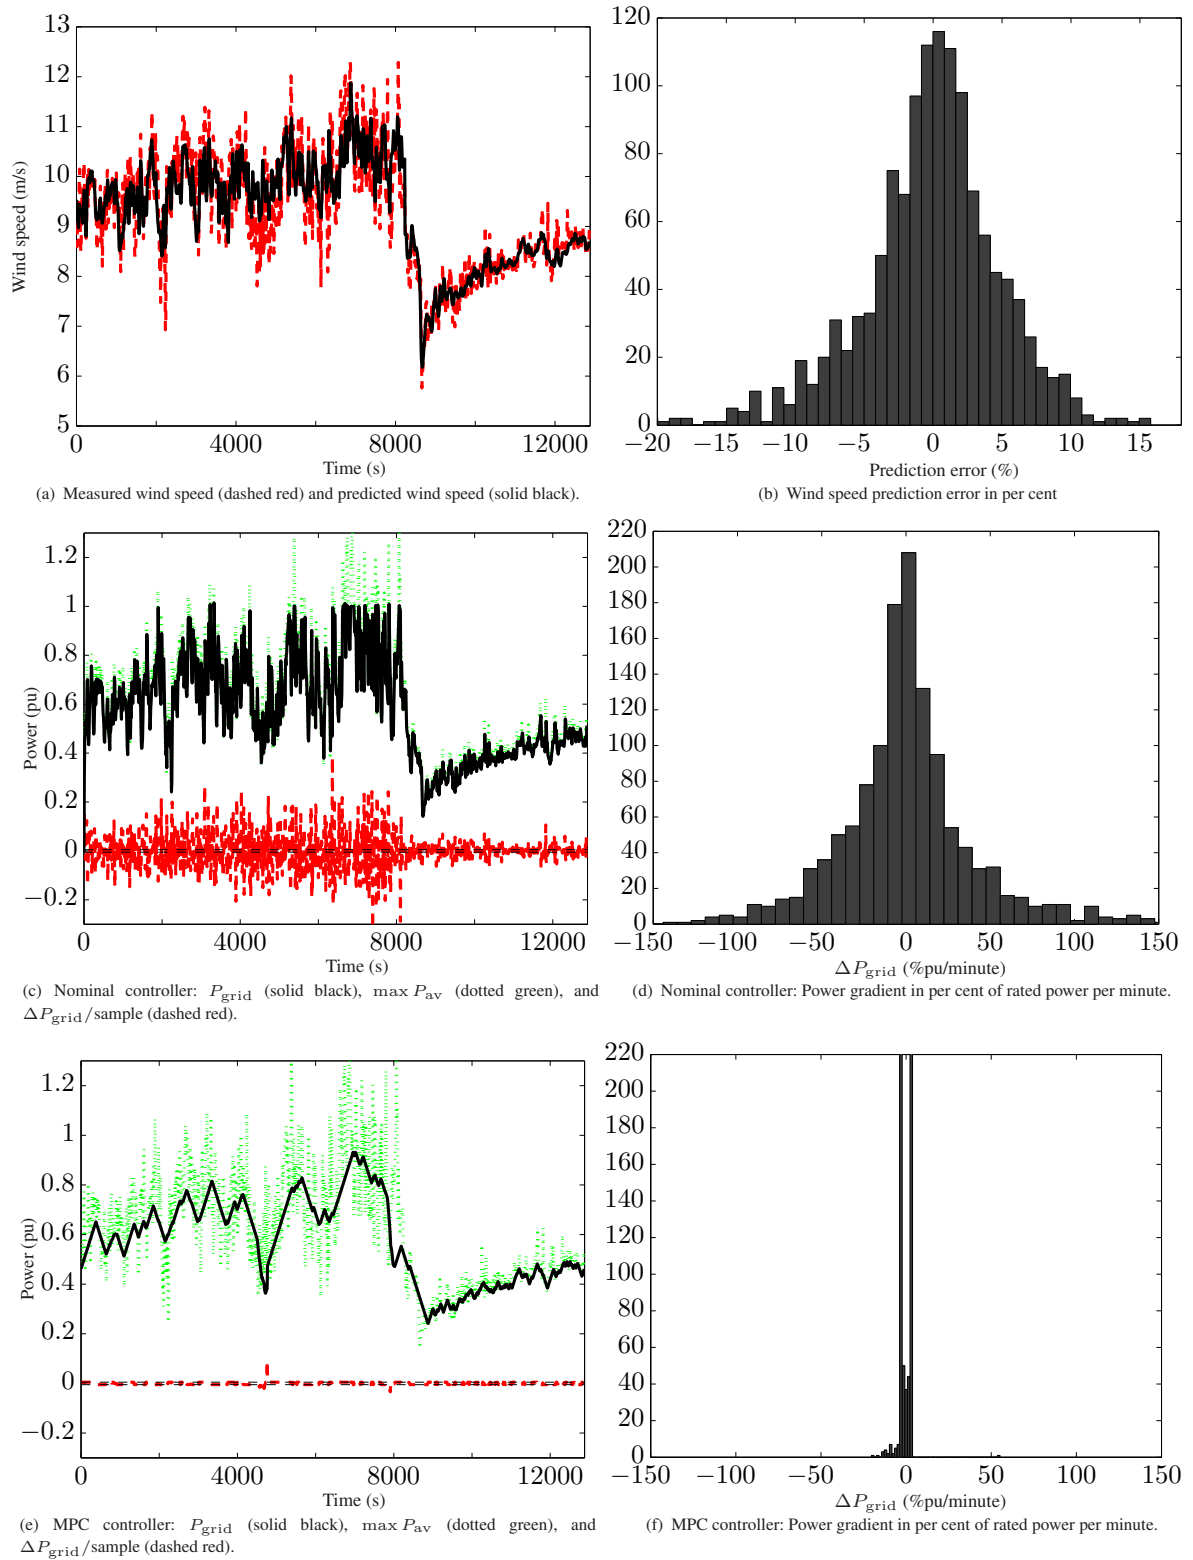 13
12
11
10
9
8
7
6
5
Wind speed (m/s)
0 4000 8000 12000
Time (s)
(a) Measured wind speed (dashed red) and predicted wind speed (solid black).
120
100
80
60
40
20
0
−20 −15 −10 −5 0 5 10 15
Prediction error (%)
(b) Wind speed prediction error in per cent
1.2
1
0.8
0.6
0.4
0.2
0
−0.2
Power (pu)
0 4000 8000 12000
Time (s)
(c) Nominal controller: P_grid (solid black), max P_av (dotted green), and
ΔP_grid/sample (dashed red).
220
200
180
160
140
120
100
80
60
40
20
0
−150 −100 −50 0 50 100 150
ΔP_grid (%pu/minute)
(d) Nominal controller: Power gradient in per cent of rated power per minute.
1.2
1
0.8
0.6
0.4
0.2
0
−0.2
Power (pu)
0 4000 8000 12000
Time (s)
(e) MPC controller: P_grid (solid black), max P_av (dotted green), and
ΔP_grid/sample (dashed red).
220
200
180
160
140
120
100
80
60
40
20
0
−150 −100 −50 0 50 100 150
ΔP_grid (%pu/minute)
(f) MPC controller: Power gradient in per cent of rated power per minute.